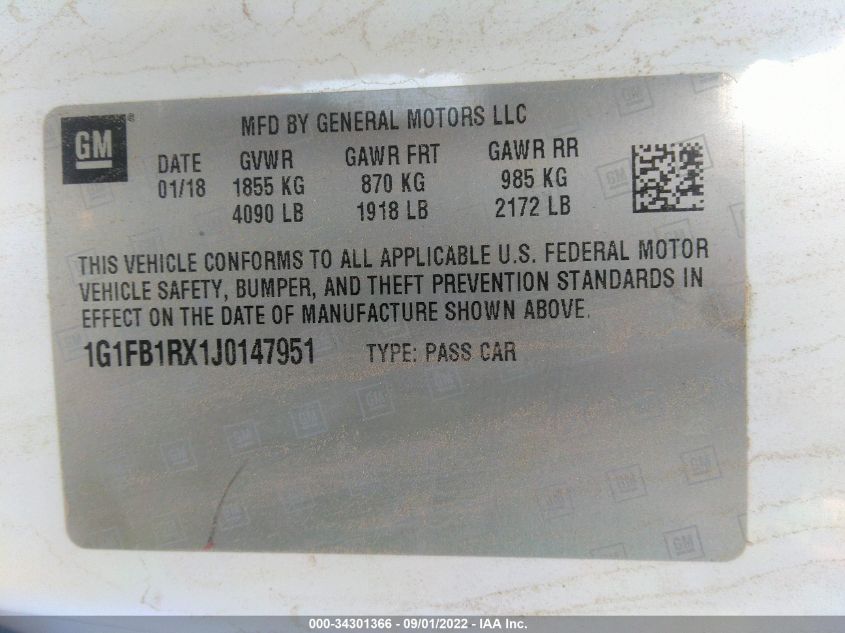 GM ®
MFD BY GENERAL MOTORS LLC
DATE GVWR GAWR FRT GAWR RR
01/18 1855 KG 870 KG 985 KG
4090 LB 1918 LB 2172 LB
THIS VEHICLE CONFORMS TO ALL APPLICABLE U.S. FEDERAL MOTOR
VEHICLE SAFETY, BUMPER, AND THEFT PREVENTION STANDARDS IN
EFFECT ON THE DATE OF MANUFACTURE SHOWN ABOVE.
1G1FB1RX1J0147951 TYPE: PASS CAR
000-34301366 - 09/01/2022 - IAA Inc.